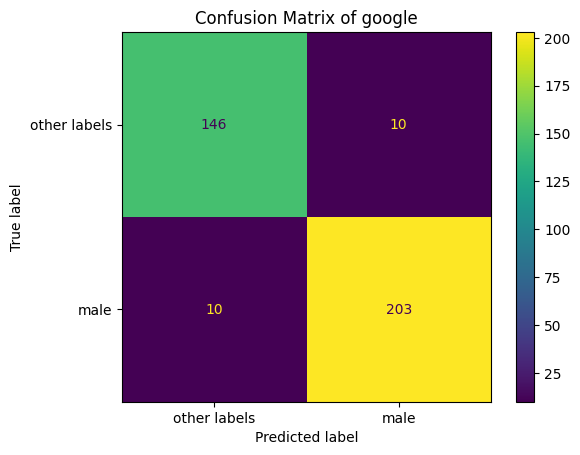 Confusion Matrix of google
True label
other labels
male
146
10
10
203
other labels
male
Predicted label
200
175
150
125
100
75
50
25